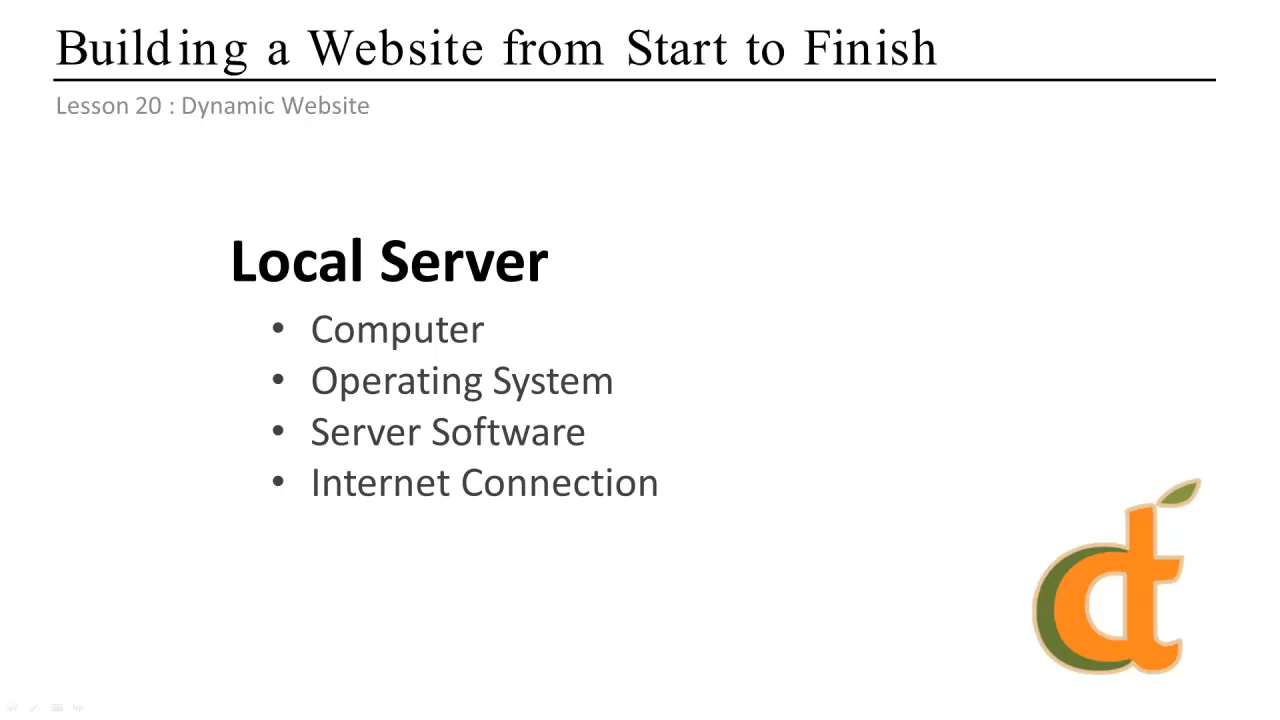 Building a Website from Start to Finish
Lesson 20 : Dynamic Website
Local Server
• Computer
• Operating System
• Server Software
• Internet Connection
dt